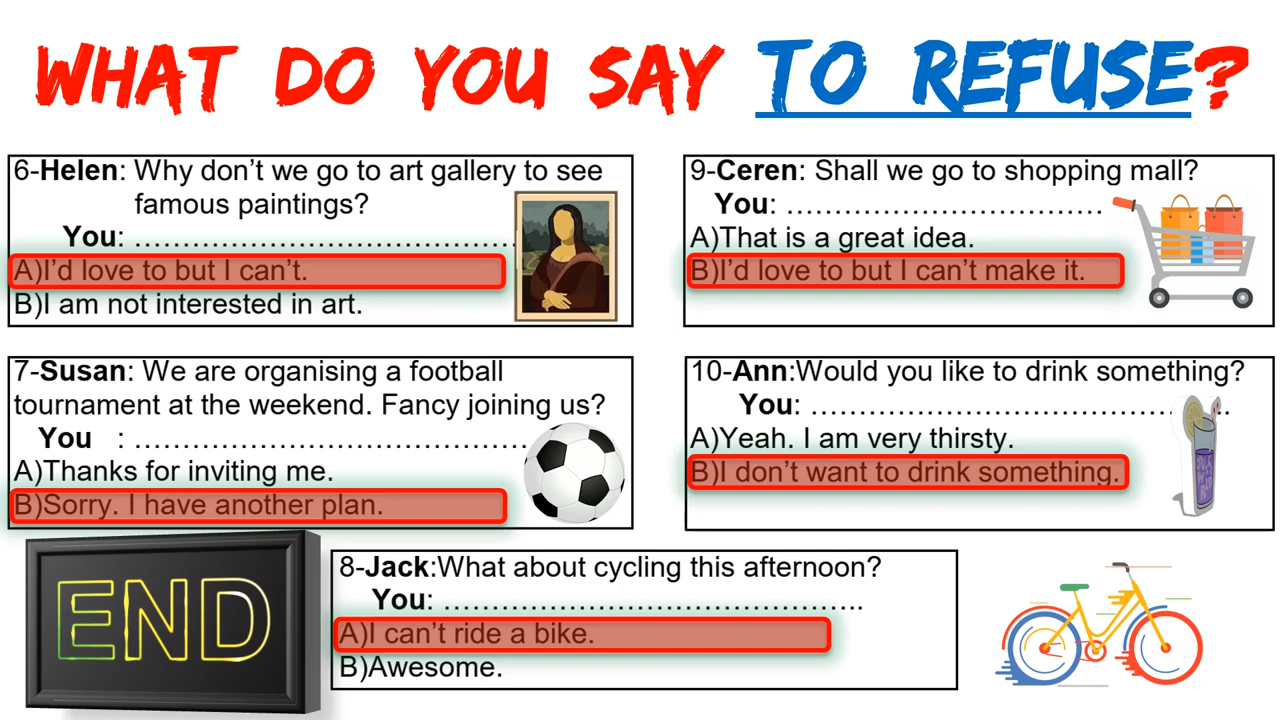 WHAT DO YOU SAY TO REFUSE?
6-Helen: Why don't we go to art gallery to see
famous paintings?
You: ……………………………………….
A)I'd love to but I can't.
B)I am not interested in art.
7-Susan: We are organising a football
tournament at the weekend. Fancy joining us?
You : ……………………………………….
A)Thanks for inviting me.
B)Sorry. I have another plan.
8-Jack:What about cycling this afternoon?
You: ……………………………………..
A)I can't ride a bike.
B)Awesome.
9-Ceren: Shall we go to shopping mall?
You: ……………………………
A)That is a great idea.
B)I'd love to but I can't make it.
10-Ann:Would you like to drink something?
You: ……………………………………..
A)Yeah. I am very thirsty.
B)I don't want to drink something.
END